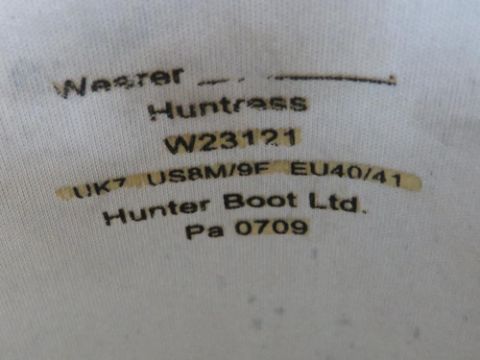 Wearer
Huntress
W23121
UK7 US8M/9F EU40/41
Hunter Boot Ltd.
Pa 0709